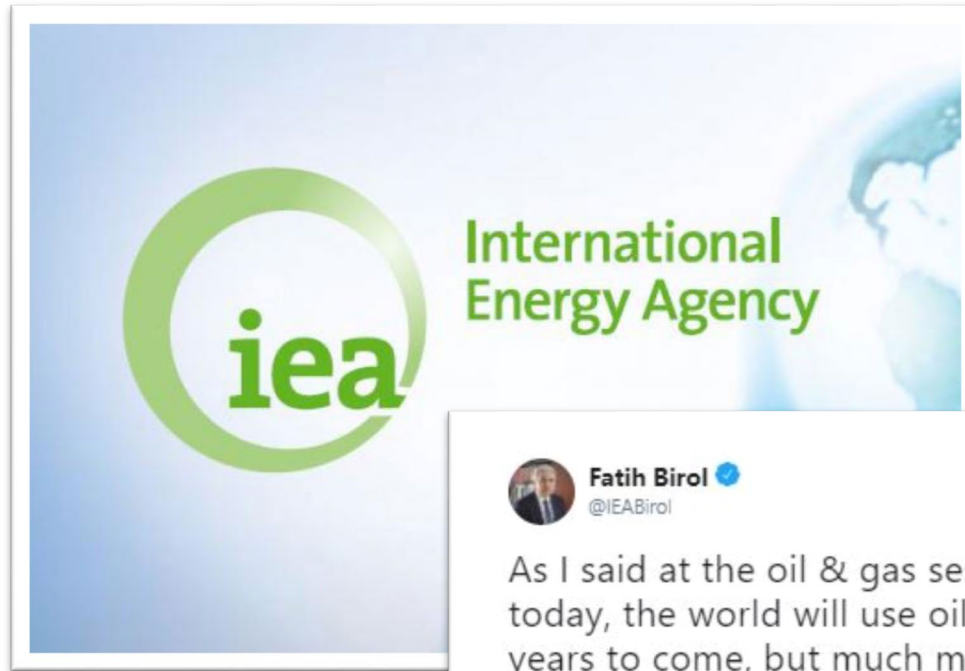 iea
International
Energy Agency
Fatih Birol
@IEABirol
As I said at the oil & gas se
today, the world will use oil
years to come, but much m